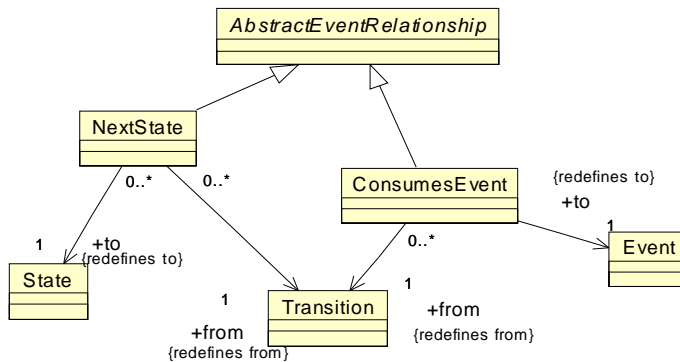 AbstractEventRelationship
NextState
0..*
0..*
ConsumesEvent
{redefines to}
+to
0..*
1
1
+to
{redefines to}
Event
State
1
Transition
1
+from
{redefines from}
+from
{redefines from}